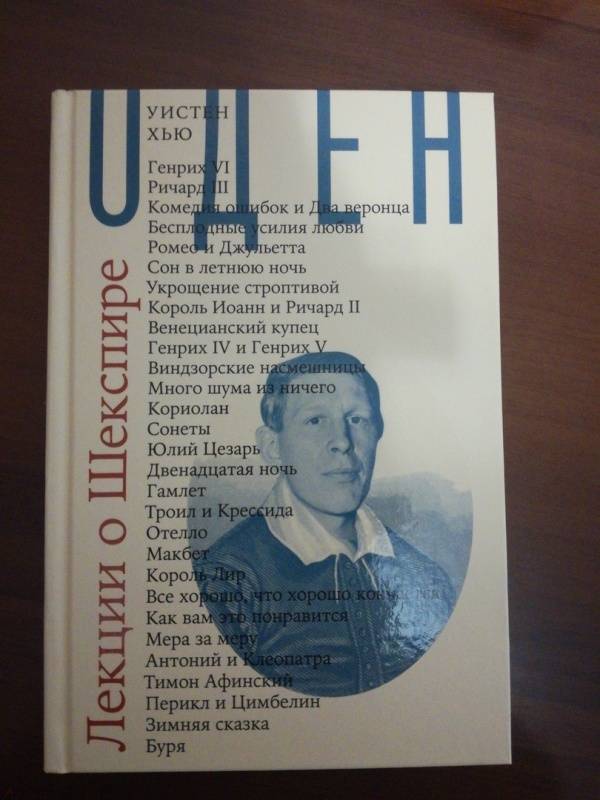 ОДЕН
УИСТЕН
ХЬЮ
Генрих VI
Ричард III
Комедия ошибок и Два веронца
Бесплодные усилия любви
Ромео и Джульетта
Сон в летнюю ночь
Укрощение строптивой
Король Иоанн и Ричард II
Венецианский купец
Генрих IV и Генрих V
Виндзорские насмешницы
Много шума из ничего
Кориолан
Сонеты
Юлий Цезарь
Двенадцатая ночь
Гамлет
Троил и Крессида
Отелло
Макбет
Король Лир
Все хорошо, что хорошо кончается
Как вам это понравится
Мера за меру
Антоний и Клеопатра
Тимон Афинский
Перикл и Цимбелин
Зимняя сказка
Буря
Лекции о Шекспире